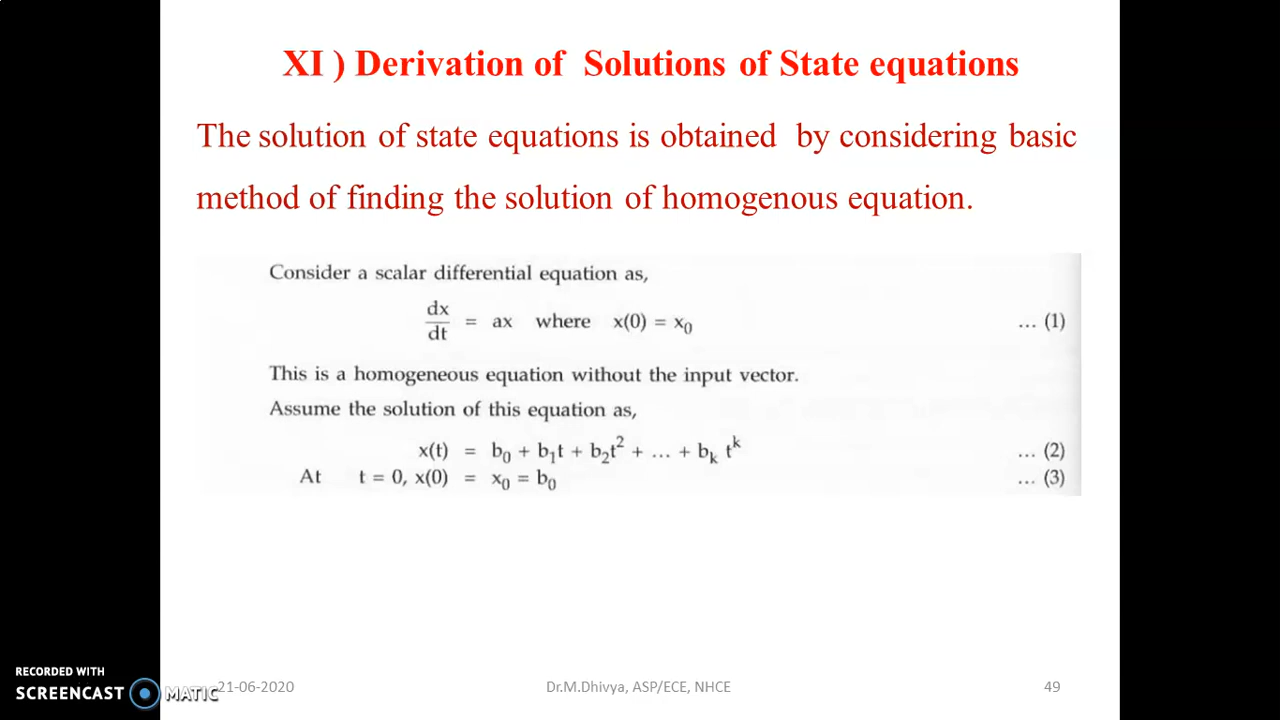 XI ) Derivation of Solutions of State equations
The solution of state equations is obtained by considering basic
method of finding the solution of homogenous equation.
Consider a scalar differential equation as,
dx/dt = ax where x(0) = x₀ ... (1)
This is a homogeneous equation without the input vector.
Assume the solution of this equation as,
x(t) = b₀ + b₁t + b₂t² + ... + bₖ tᵏ ... (2)
At t = 0, x(0) = x₀ = b₀ ... (3)
RECORDED WITH
SCREENCAST MATIC
21-06-2020 Dr.M.Dhivya, ASP/ECE, NHCE 49